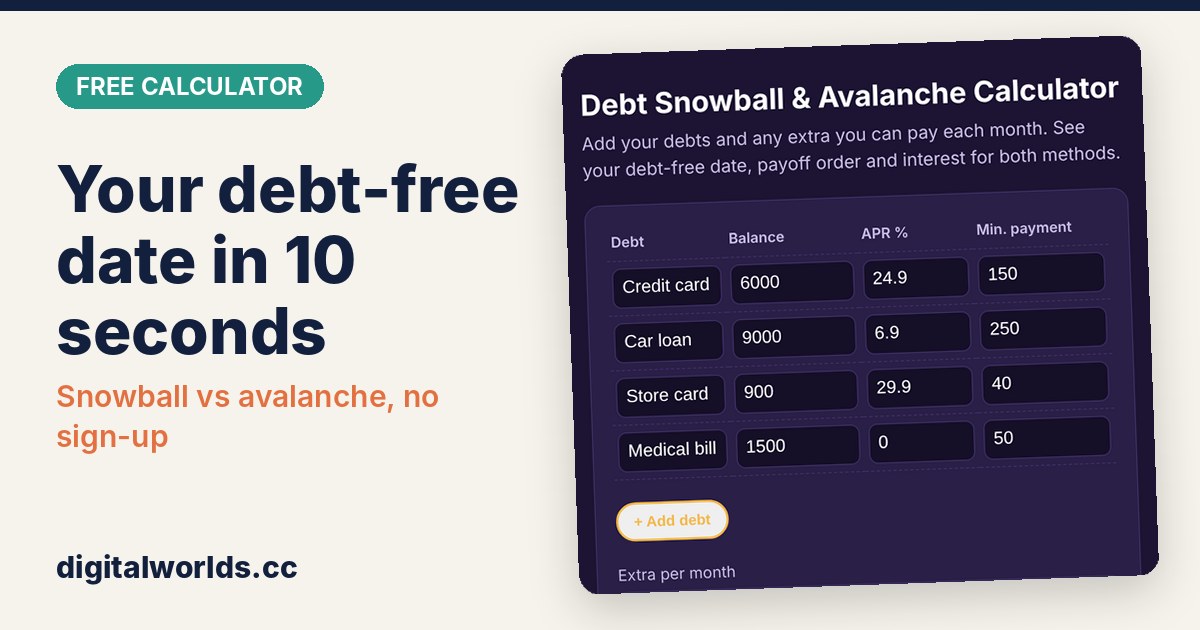 FREE CALCULATOR
Your debt-free
date in 10
seconds
Snowball vs avalanche, no
sign-up
digitalworlds.cc
Debt Snowball & Avalanche Calculator
Add your debts and any extra you can pay each month. See
your debt-free date, payoff order and interest for both methods.
Debt Balance APR % Min. payment
Credit card 6000 24.9 150
Car loan 9000 6.9 250
Store card 900 29.9 40
Medical bill 1500 0 50
+ Add debt
Extra per month